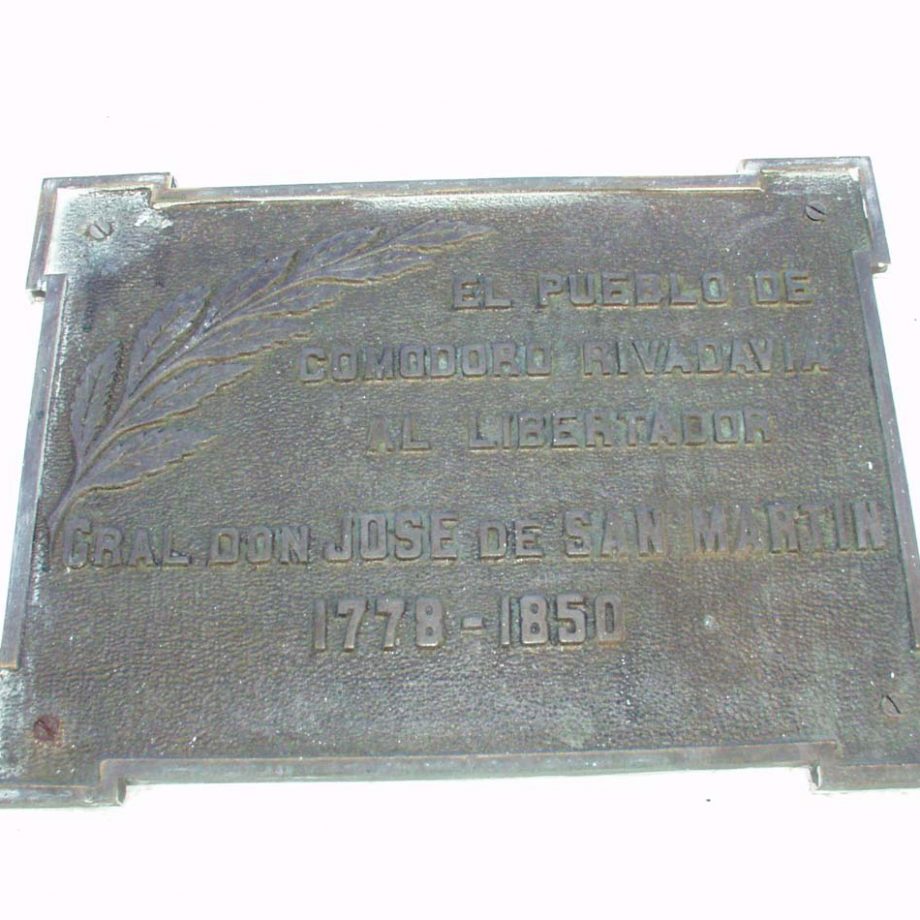 EL PUEBLO DE
COMODORO RIVADAVIA
AL LIBERTADOR
GRAL DON JOSE DE SAN MARTIN
1778-1850